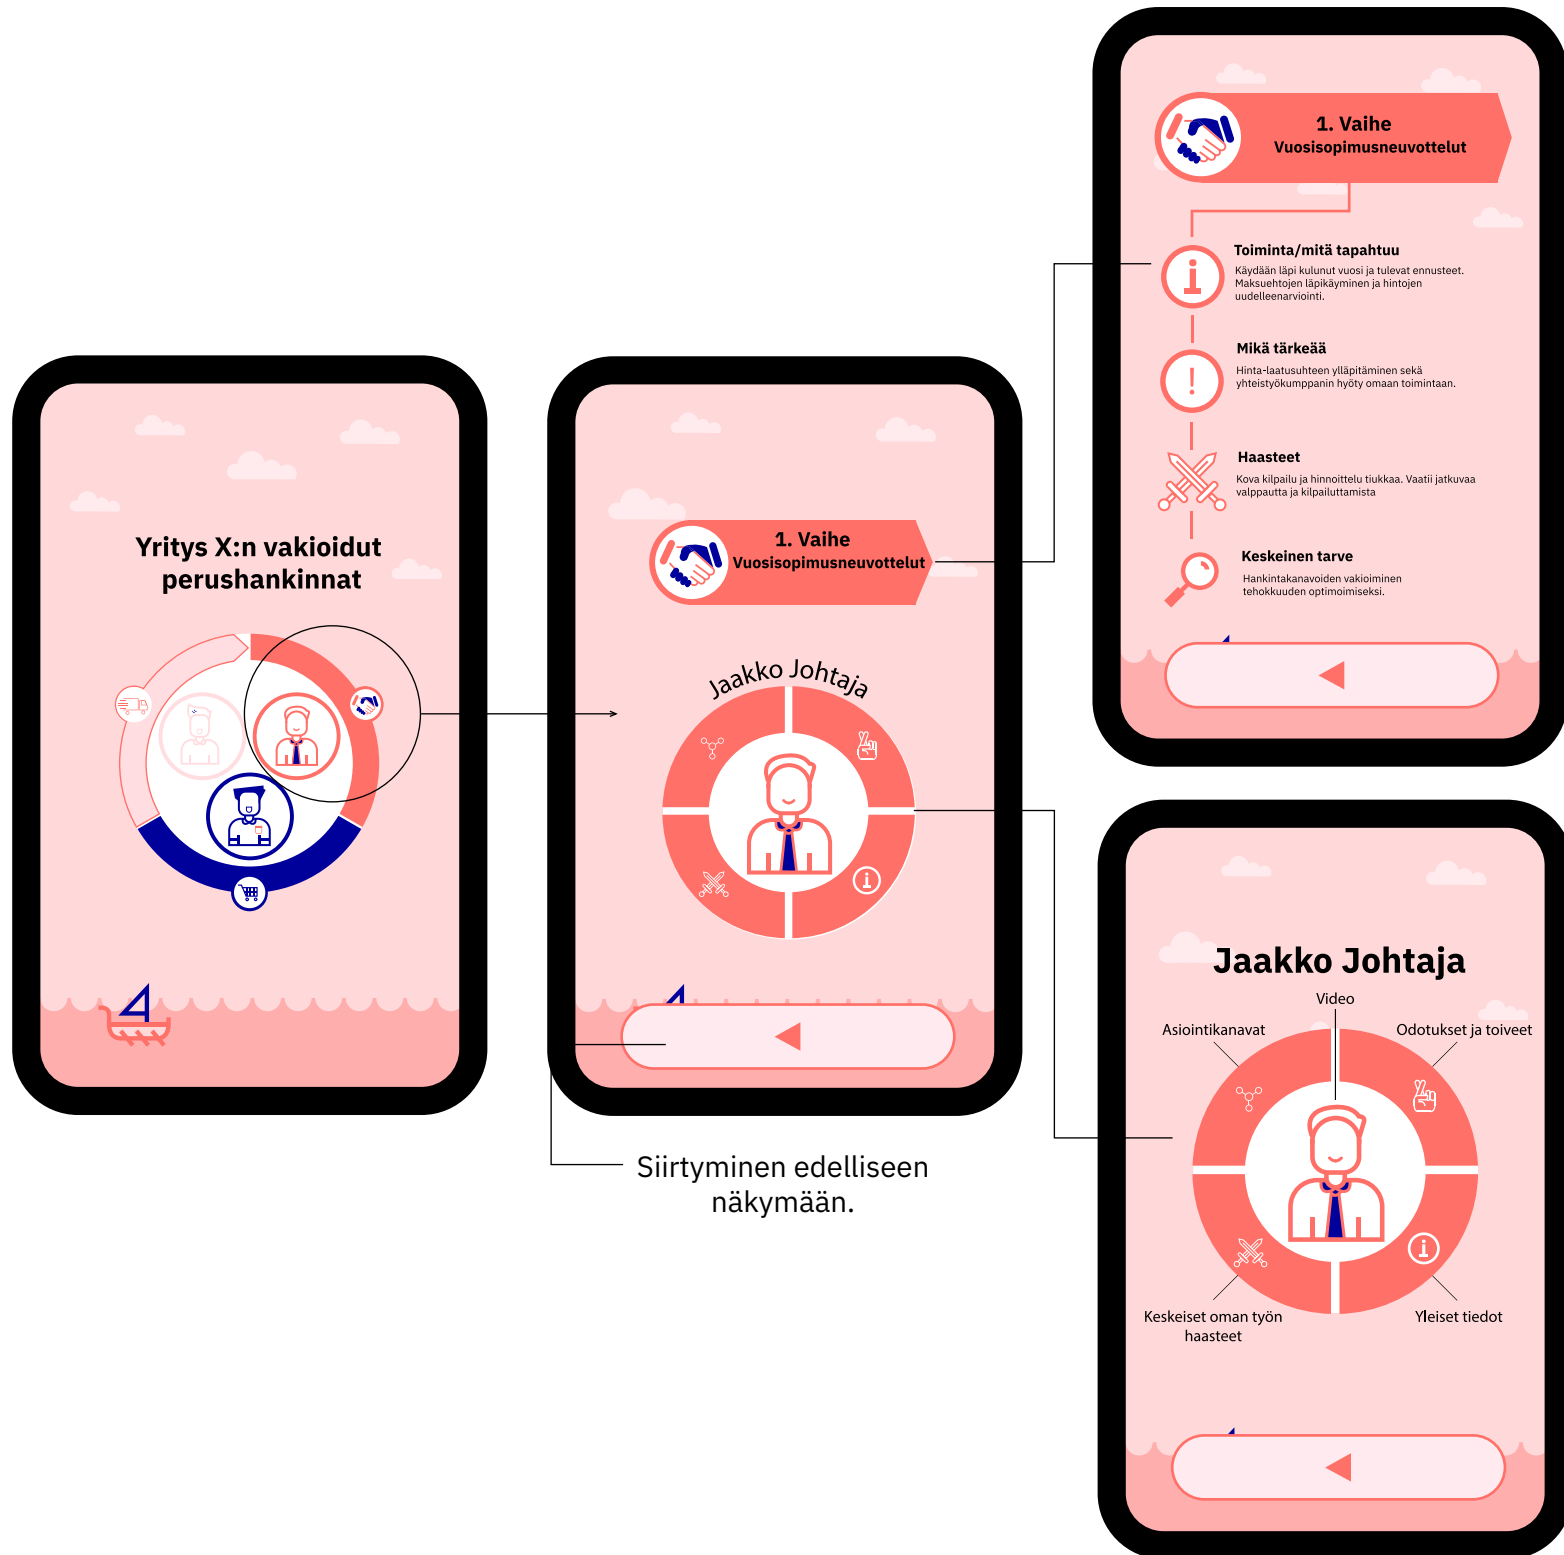 Yritys X:n vakioidut
perushankinnat
1. Vaihe
Vuosisopimusneuvottelut
Jaakko Johtaja
Siirtyminen edelliseen
näkymään.
1. Vaihe
Vuosisopimusneuvottelut
Toiminta/mitä tapahtuu
Käydään läpi kulunut vuosi ja tulevat ennusteet.
Maksuehtojen läpikäyminen ja hintojen
uudelleenarviointi.
Mikä tärkeää
Hinta-laatusuhteen ylläpitäminen sekä
yhteistyökumppanin hyöty omaan toimintaan.
Haasteet
Kova kilpailu ja hinnoittelu tiukkaa. Vaatii jatkuvaa
valppautta ja kilpailuttamista
Keskeinen tarve
Hankintakanavoiden vakioiminen
tehokkuuden optimoimiseksi.
Jaakko Johtaja
Video
Asiointikanavat
Odotukset ja toiveet
Keskeiset oman työn
haasteet
Yleiset tiedot